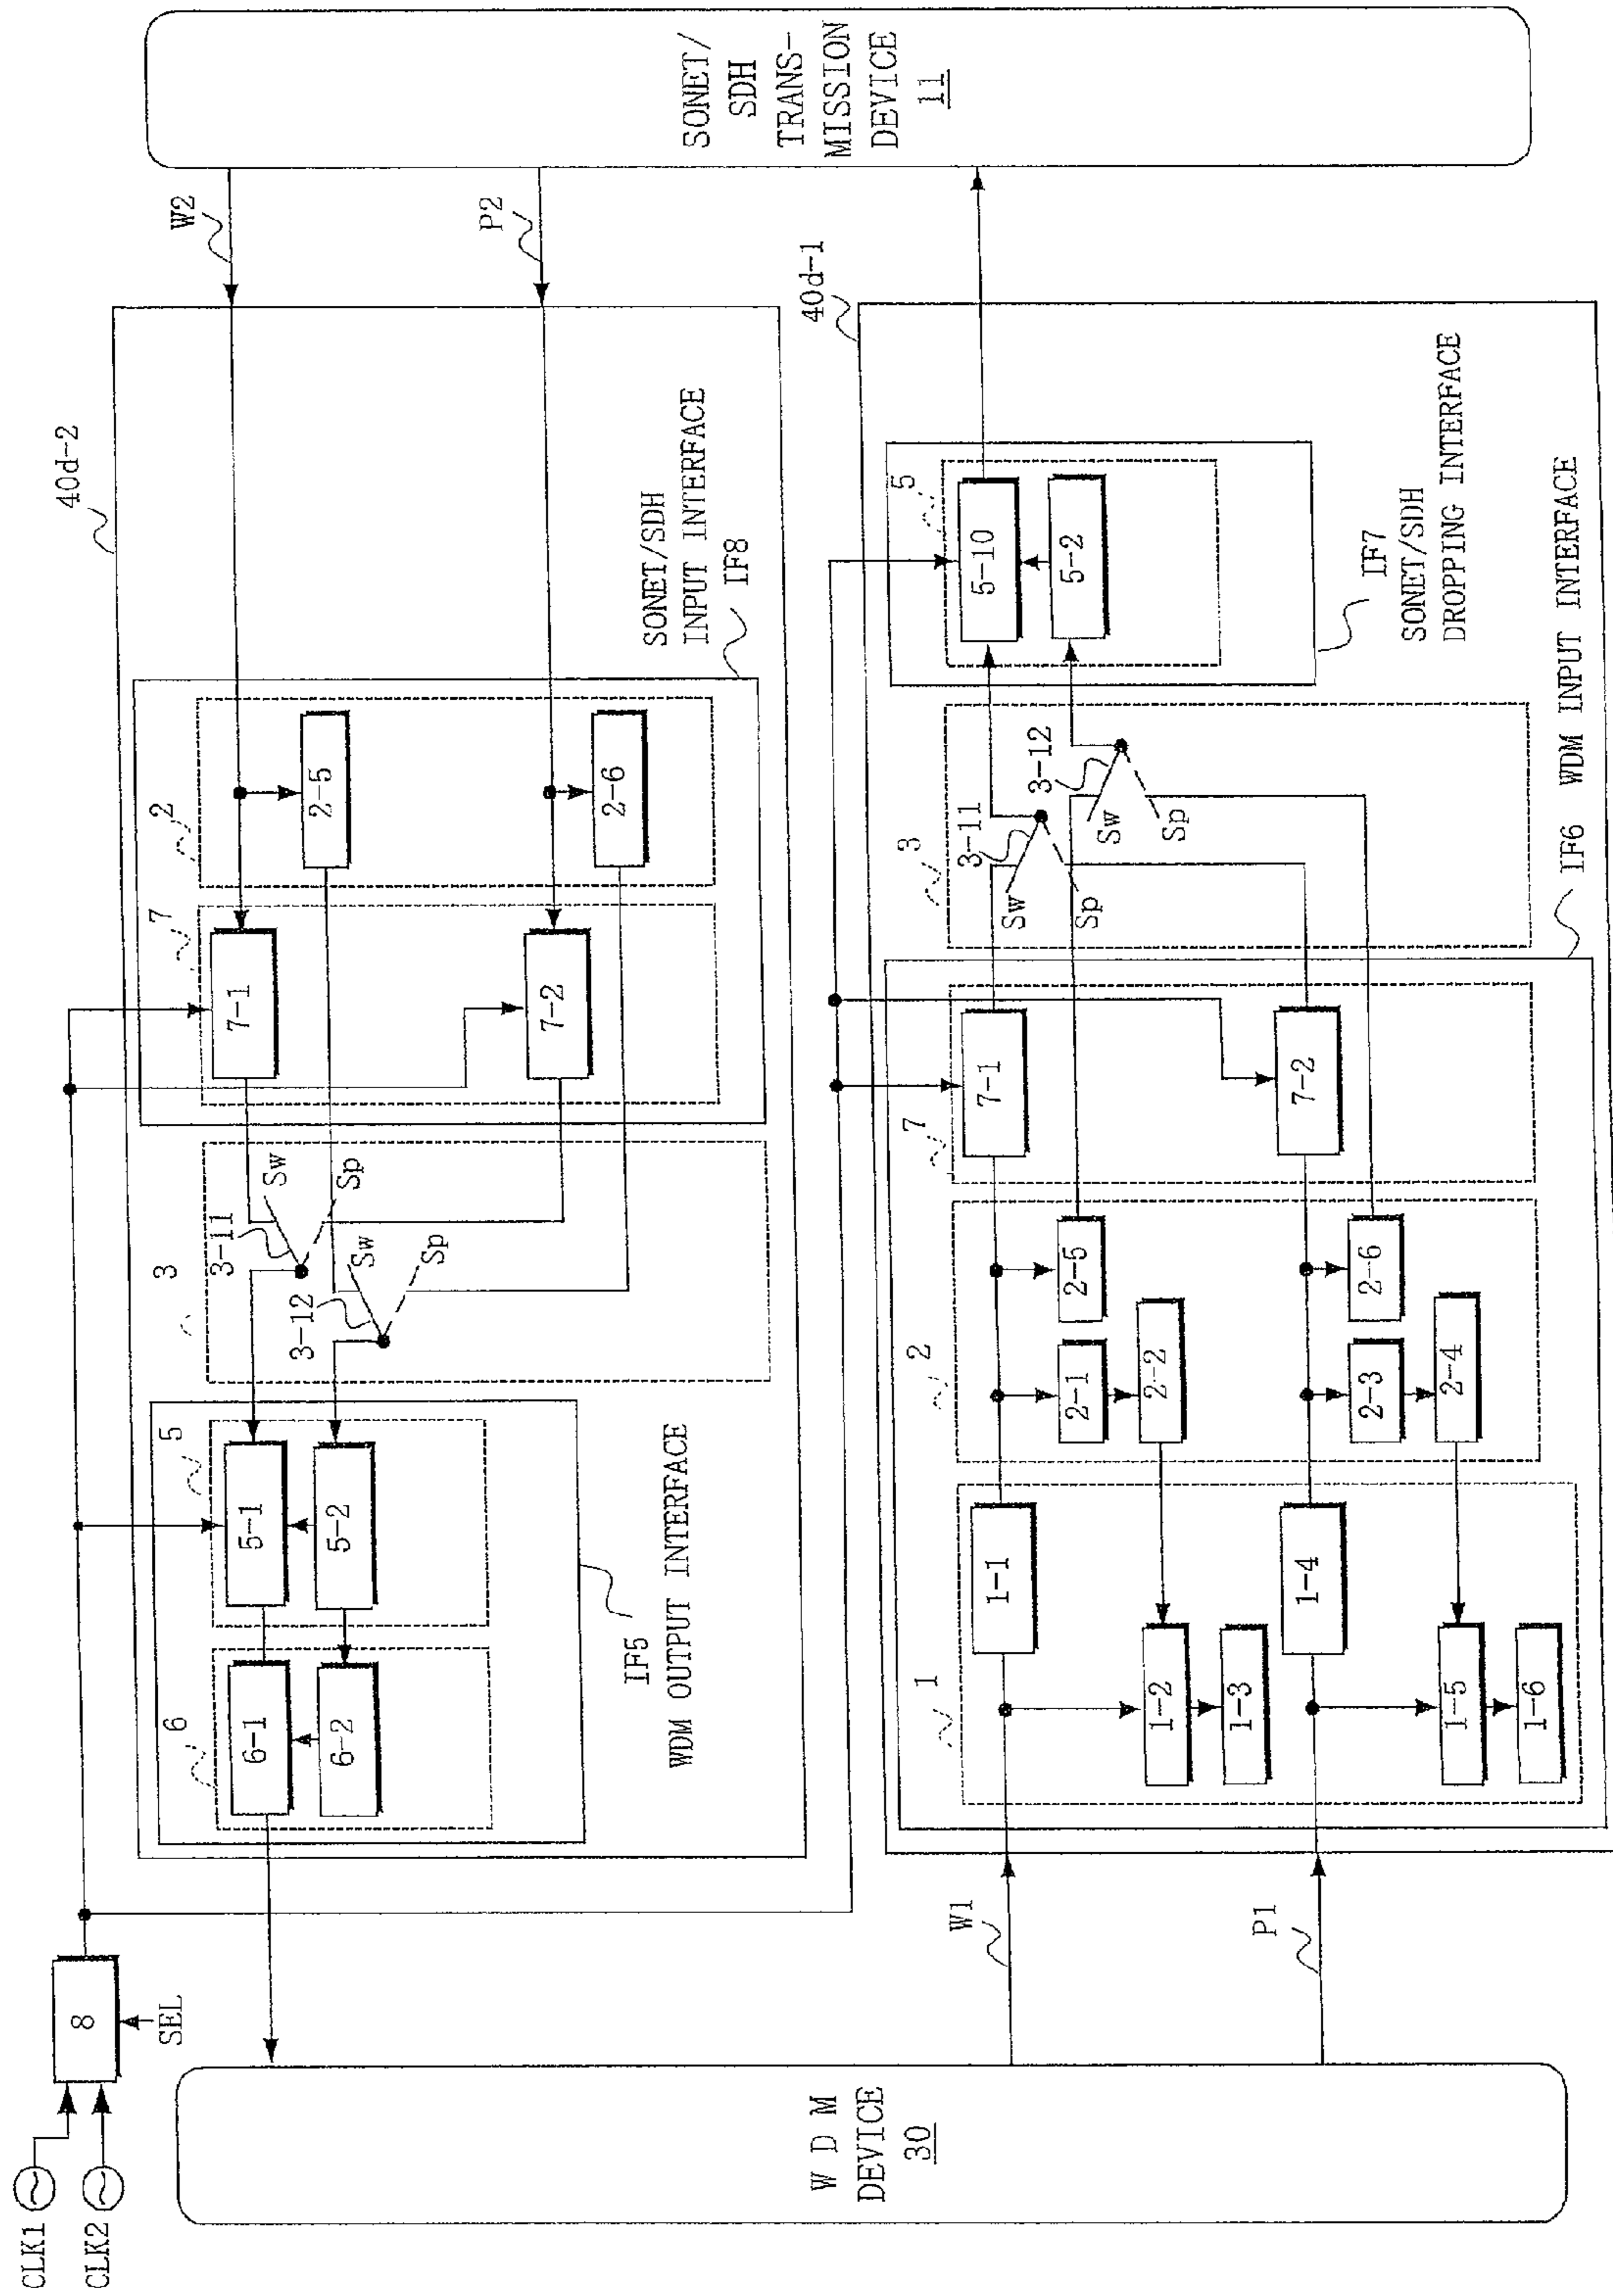 CLK1
CLK2
8
SEL
W D M
DEVICE
30
40d-2
6
6-1
6-2
5
5-1
5-2
IF5
WDM OUTPUT INTERFACE
3
3-11
Sw
Sp
3-12
Sw
Sp
7
7-1
7-2
2
2-5
2-6
SONET/SDH
INPUT INTERFACE
IF8
W2
P2
SONET/
SDH
TRANS-
MISSION
DEVICE
11
W1
P1
40d-1
1
1-1
1-2
1-3
1-4
1-5
1-6
2
2-1
2-2
2-5
2-3
2-4
2-6
7
7-1
7-2
3
3-11
Sw
Sp
3-12
Sw
Sp
5
5-10
5-2
IF7
SONET/SDH
DROPPING INTERFACE
IF6 WDM INPUT INTERFACE